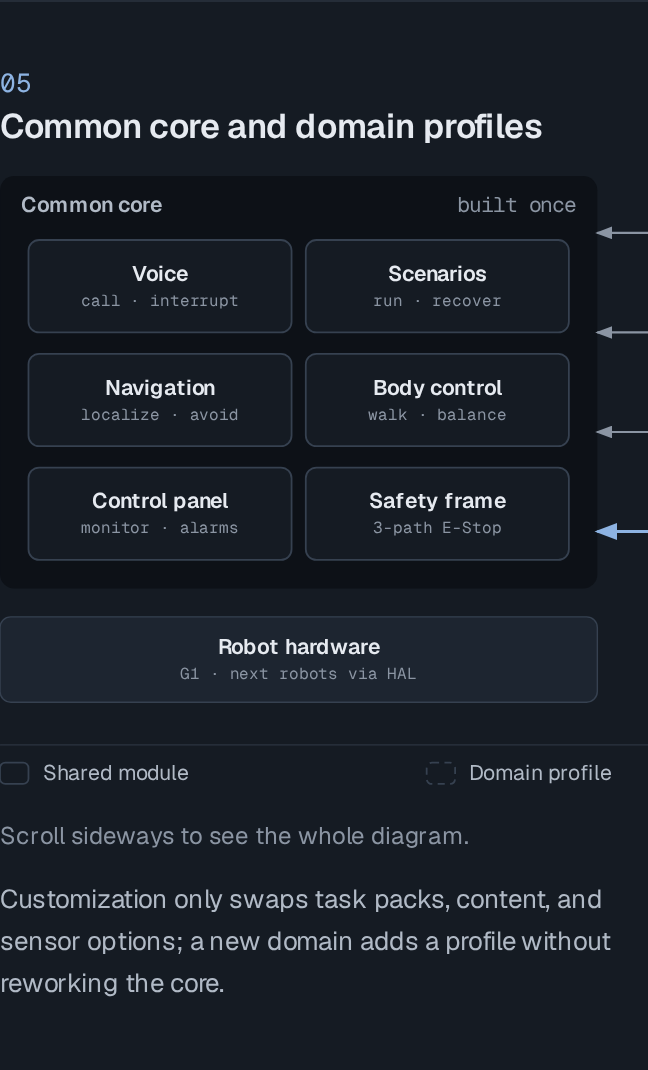 05
Common core and domain profiles
Common core
built once
Voice
call · interrupt
Scenarios
run · recover
Navigation
localize · avoid
Body control
walk · balance
Control panel
monitor · alarms
Safety frame
3-path E-Stop
Robot hardware
G1 · next robots via HAL
Shared module
Domain profile
Scroll sideways to see the whole diagram.
Customization only swaps task packs, content, and
sensor options; a new domain adds a profile without
reworking the core.